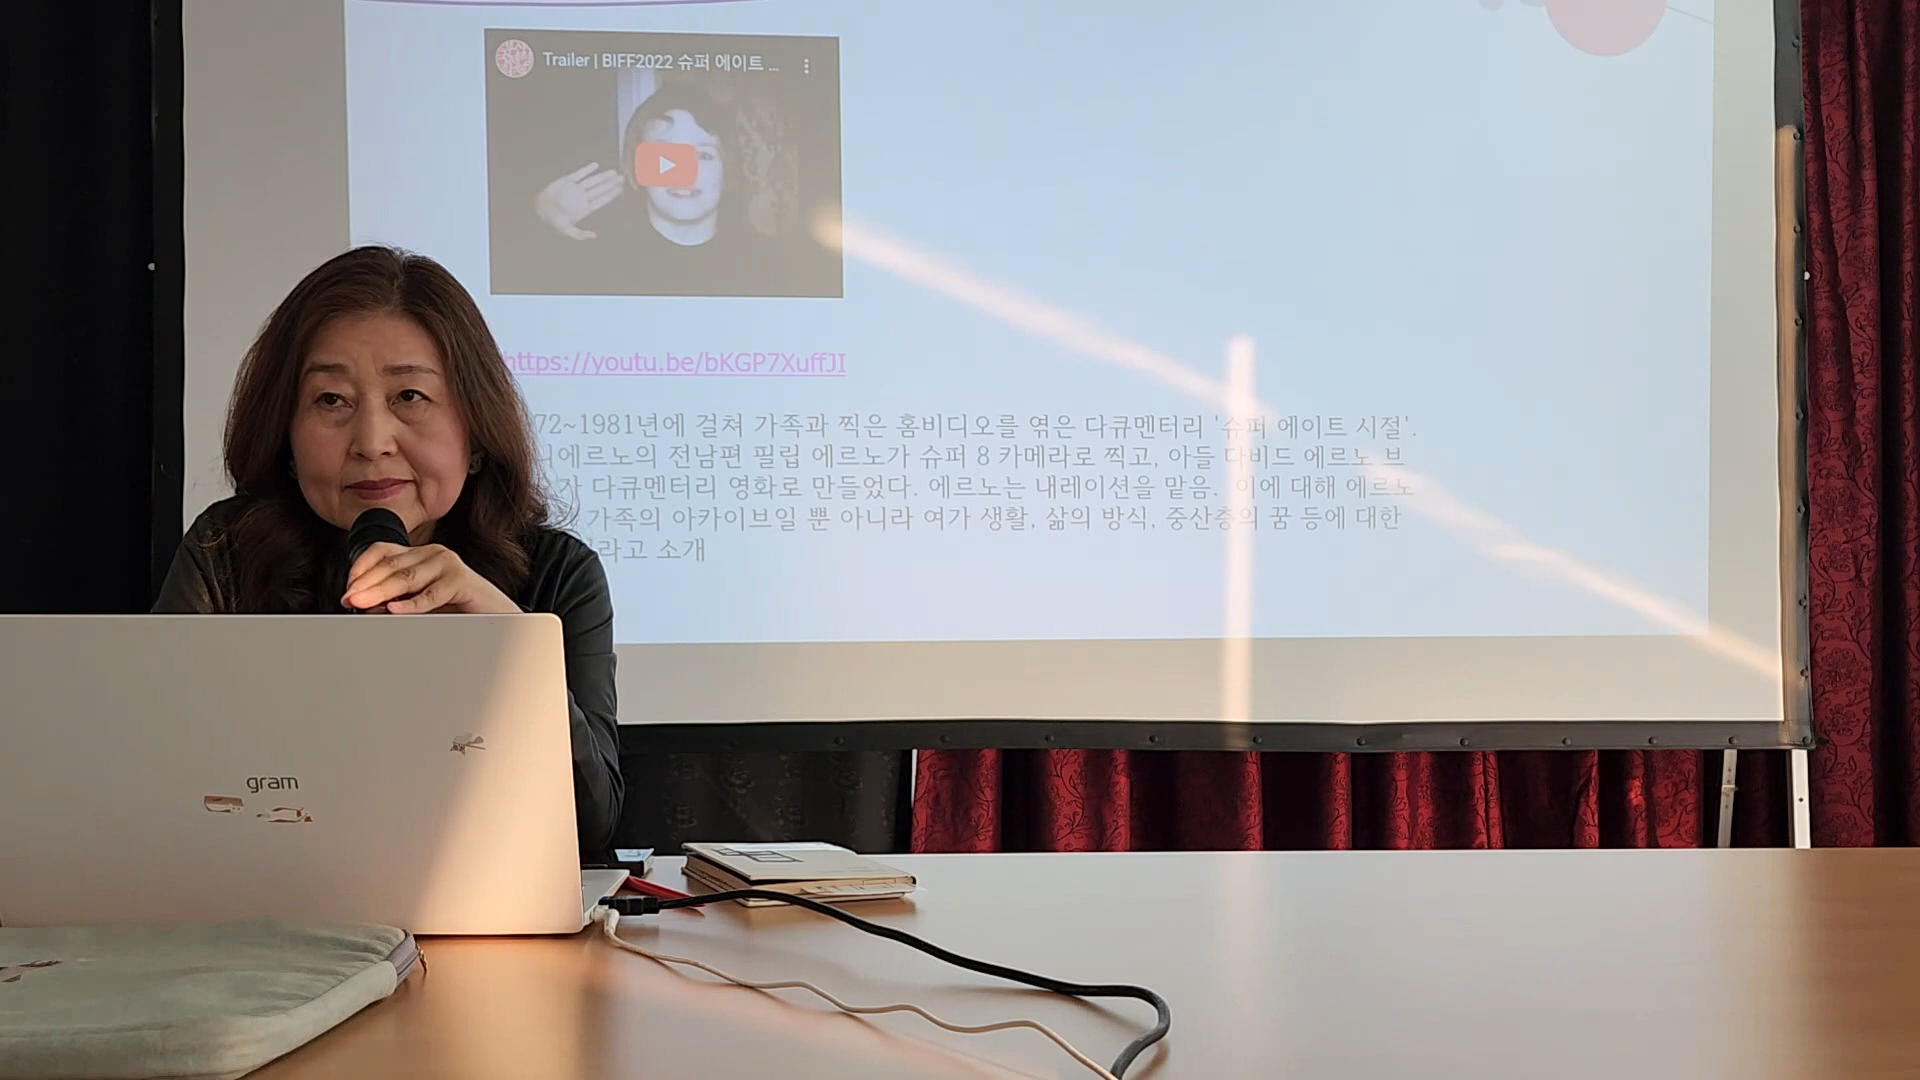 Trailer | BIFF2022 슈퍼 에이트 ...
https://youtu.be/bKGP7XuffJI
72~1981년에 걸쳐 가족과 찍은 홈비디오를 엮은 다큐멘터리 '슈퍼 에이트 시절'.
니에르노의 전남편 필립 에르노가 슈퍼 8 카메라로 찍고, 아들 다비드 에르노 브
가 다큐멘터리 영화로 만들었다. 에르노는 내레이션을 맡음. 이에 대해 에르노
가족의 아카이브일 뿐 아니라 여가 생활, 삶의 방식, 중산층의 꿈 등에 대한
라고 소개
gram